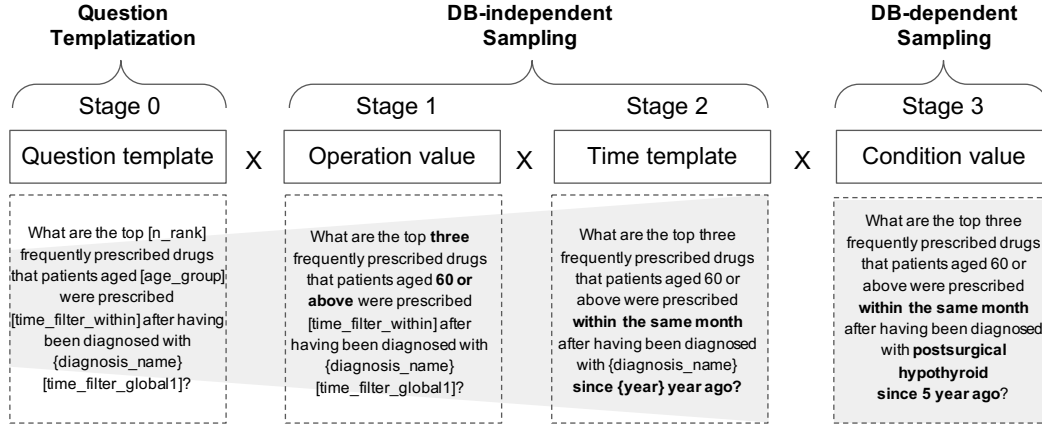 Question
Templatization
DB-independent
Sampling
DB-dependent
Sampling
Stage 0
Stage 1
Stage 2
Stage 3
Question template
X
Operation value
X
Time template
X
Condition value
What are the top [n_rank]
frequently prescribed drugs
that patients aged [age_group]
were prescribed
[time_filter_within] after having
been diagnosed with
{diagnosis_name}
[time_filter_global1]?
What are the top three
frequently prescribed drugs
that patients aged 60 or
above were prescribed
[time_filter_within] after
having been diagnosed with
{diagnosis_name}
[time_filter_global1]?
What are the top three
frequently prescribed drugs
that patients aged 60 or
above were prescribed
within the same month
after having been diagnosed
with {diagnosis_name}
since {year} year ago?
What are the top three
frequently prescribed drugs
that patients aged 60 or
above were prescribed
within the same month
after having been diagnosed
with postsurgical
hypothyroid
since 5 year ago?